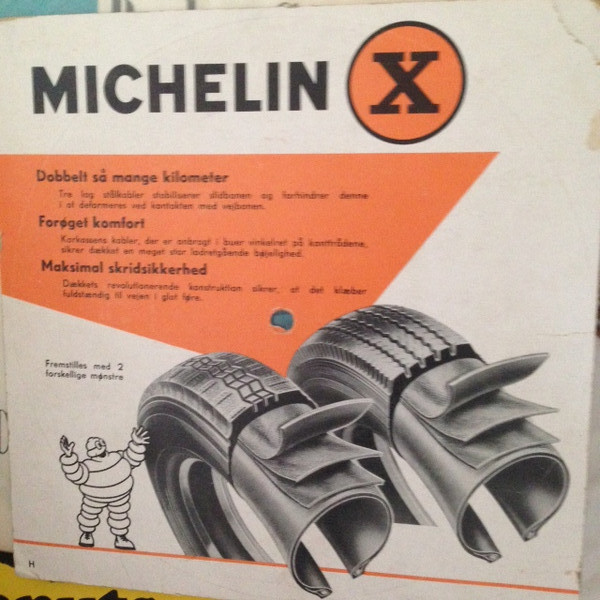 MICHELIN X
Dobbelt så mange kilometer
Tre lag stålkabler stabiliserer slidbanen og forhindrer denne
i at deformeres ved kontakten med vejbanen.
Forøget komfort
Karkassens kabler, der er anbragt i buer vinkelret på kanttrådene,
sikrer dækket en meget stor lodretgående bøjelighed.
Maksimal skridsikkerhed
Dækkets revolutionerende konstruktion sikrer, at det klæber
fuldstændig til vejen i glat føre.
Fremstilles med 2
forskellige mønstre
H